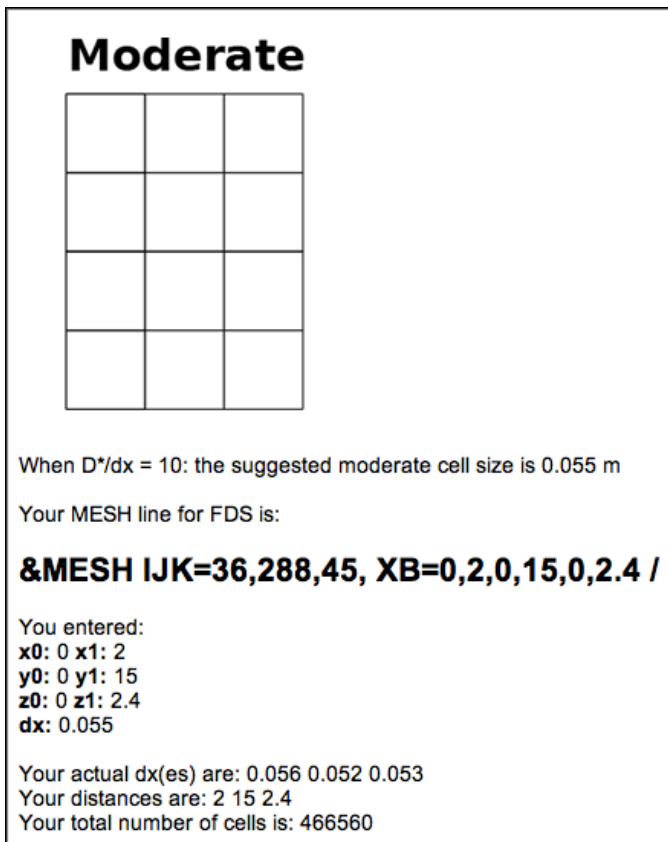 Moderate
When D*/dx = 10: the suggested moderate cell size is 0.055 m
Your MESH line for FDS is:
&MESH IJK=36,288,45, XB=0,2,0,15,0,2.4 /
You entered:
x0: 0 x1: 2
y0: 0 y1: 15
z0: 0 z1: 2.4
dx: 0.055
Your actual dx(es) are: 0.056 0.052 0.053
Your distances are: 2 15 2.4
Your total number of cells is: 466560